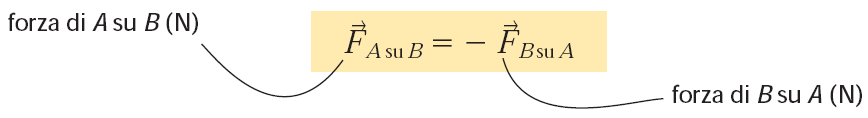 forza di A su B (N)
F⃗ A su B = − F⃗ B su A
forza di B su A (N)